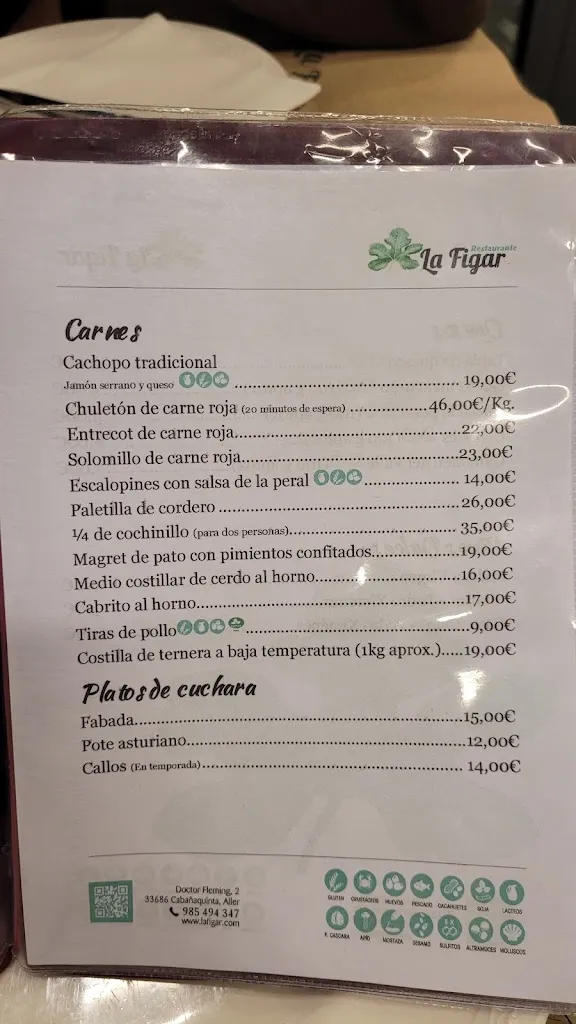 Restaurante
La Figar
Carnes
Cachopo tradicional
Jamón serrano y queso ........ 19,00€
Chuletón de carne roja (20 minutos de espera) ........ 46,00€/Kg.
Entrecot de carne roja........ 22,00€
Solomillo de carne roja........ 23,00€
Escalopines con salsa de la peral ........ 14,00€
Paletilla de cordero ........ 26,00€
1/4 de cochinillo (para dos personas)........ 35,00€
Magret de pato con pimientos confitados........ 19,00€
Medio costillar de cerdo al horno........ 16,00€
Cabrito al horno........ 17,00€
Tiras de pollo ........ 9,00€
Costilla de ternera a baja temperatura (1kg aprox.)..... 19,00€
Platos de cuchara
Fabada........ 15,00€
Pote asturiano........ 12,00€
Callos (En temporada)........ 14,00€
Doctor Fleming, 2
33686 Cabañaquinta, Aller
985 494 347
www.lafigar.com
GLUTEN CRUSTÁCEOS HUEVOS PESCADO CACAHUETES SOJA LÁCTEOS
F. CÁSCARA APIO MOSTAZA SÉSAMO SULFITOS ALTRAMUCES MOLUSCOS